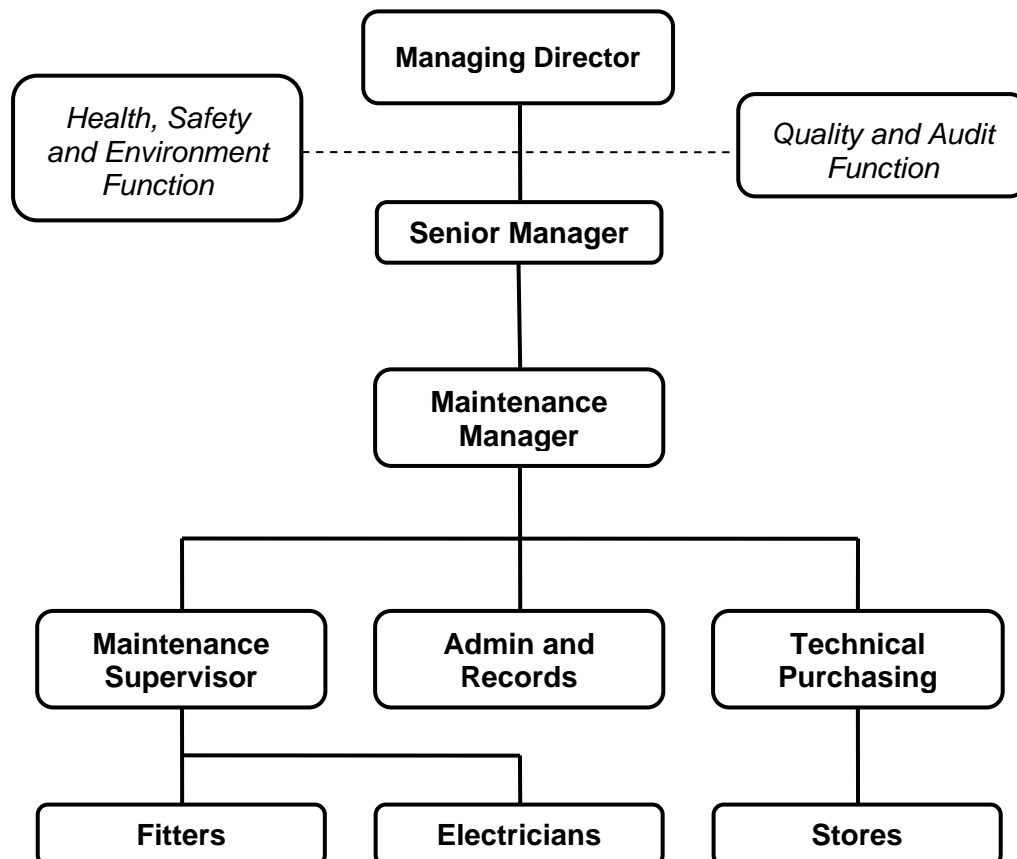 Managing Director
Health, Safety
and Environment
Function
Quality and Audit
Function
Senior Manager
Maintenance
Manager
Maintenance
Supervisor
Admin and
Records
Technical
Purchasing
Fitters
Electricians
Stores